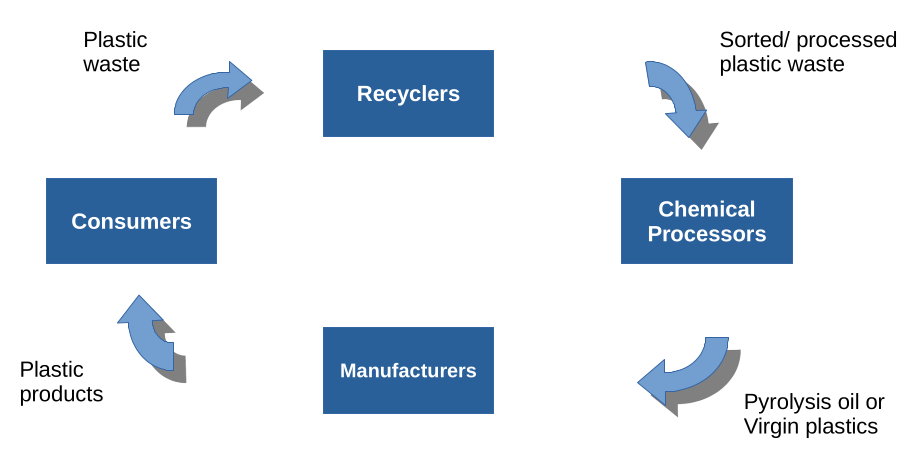 Plastic
waste
Recyclers
Sorted/ processed
plastic waste
Consumers
Chemical
Processors
Plastic
products
Manufacturers
Pyrolysis oil or
Virgin plastics